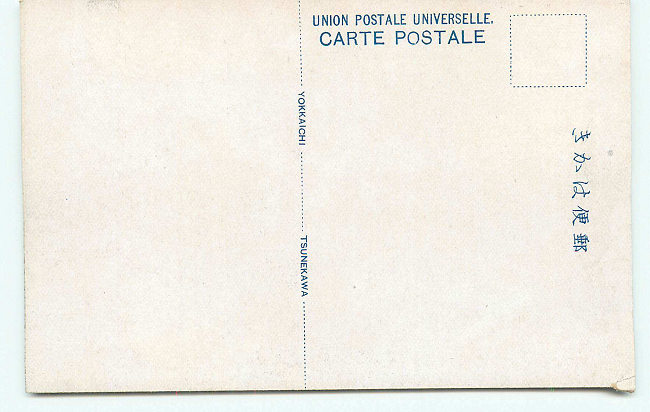 UNION POSTALE UNIVERSELLE.
CARTE POSTALE
YOKKAICHI TSUNEKAWA
郵便はかき